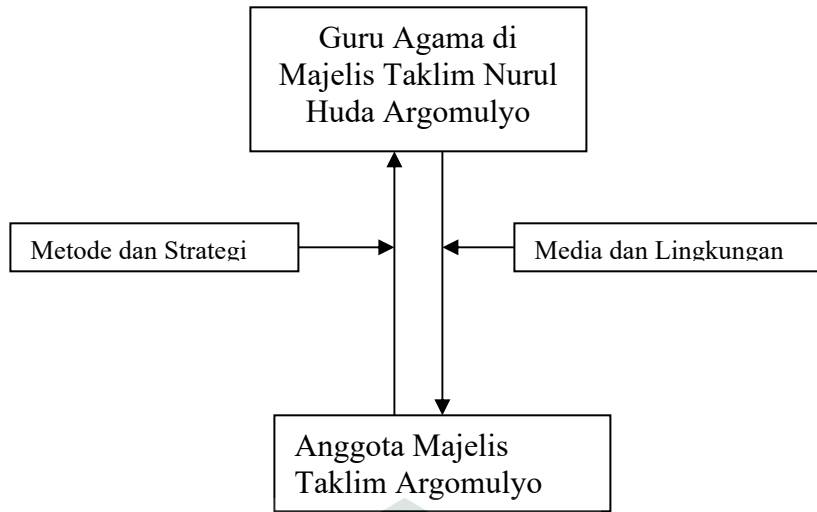 Guru Agama di
Majelis Taklim Nurul
Huda Argomulyo
Metode dan Strategi
Media dan Lingkungan
Anggota Majelis
Taklim Argomulyo